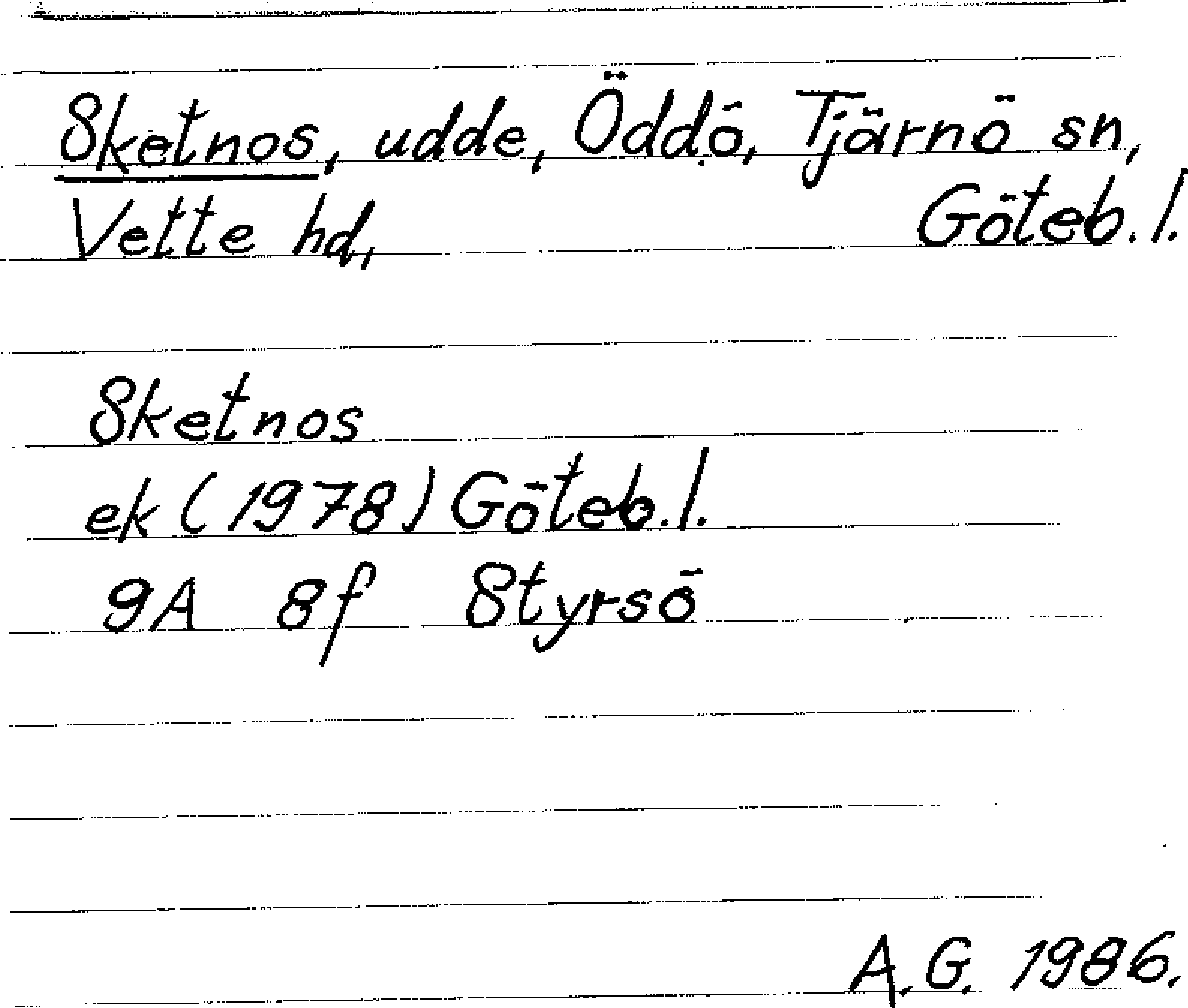 Sketnos, udde, Öddö, Tjärnö sn,
Vette hd, Göteb. l.
Sketnos
ek (1978) Göteb. l.
9A 8f Styrsö
A.G. 1986.